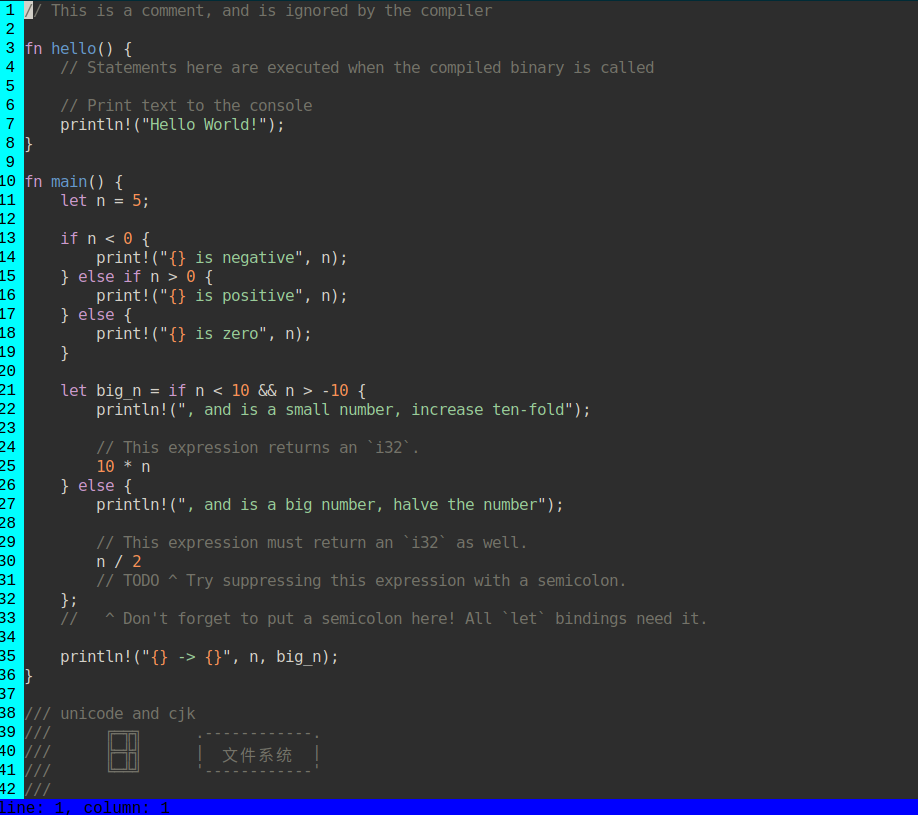 1 // This is a comment, and is ignored by the compiler
2
3 fn hello() {
4     // Statements here are executed when the compiled binary is called
5
6     // Print text to the console
7     println!("Hello World!");
8 }
9
10 fn main() {
11     let n = 5;
12
13     if n < 0 {
14         print!("{} is negative", n);
15     } else if n > 0 {
16         print!("{} is positive", n);
17     } else {
18         print!("{} is zero", n);
19     }
20
21     let big_n = if n < 10 && n > -10 {
22         println!(", and is a small number, increase ten-fold");
23
24         // This expression returns an `i32`.
25         10 * n
26     } else {
27         println!(", and is a big number, halve the number");
28
29         // This expression must return an `i32` as well.
30         n / 2
31         // TODO ^ Try suppressing this expression with a semicolon.
32     };
33     //   ^ Don't forget to put a semicolon here! All `let` bindings need it.
34
35     println!("{} -> {}", n, big_n);
36 }
37
38 /// unicode and cjk
39 ///      ╔═╦╗      .------------.
40 ///      ╠═╬╣      |  文件系统  |
41 ///      ╚═╩╝      '------------'
42 ///
line: 1, column: 1